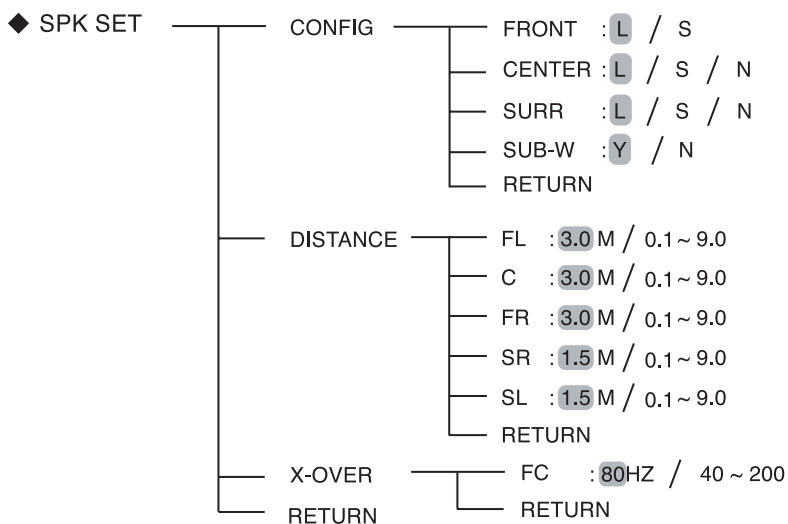 ◆ SPK SET CONFIG FRONT : L / S
CENTER : L / S / N
SURR : L / S / N
SUB-W : Y / N
RETURN
DISTANCE FL : 3.0 M / 0.1 ~ 9.0
C : 3.0 M / 0.1 ~ 9.0
FR : 3.0 M / 0.1 ~ 9.0
SR : 1.5 M / 0.1 ~ 9.0
SL : 1.5 M / 0.1 ~ 9.0
RETURN
X-OVER FC : 80HZ / 40 ~ 200
RETURN RETURN